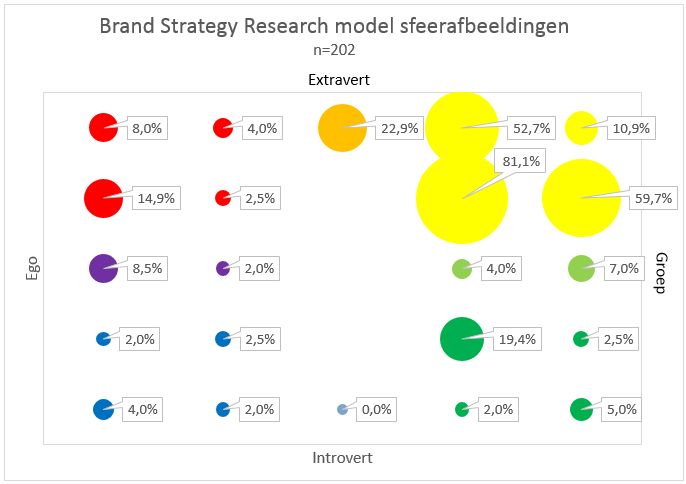 Brand Strategy Research model sfeerafbeeldingen
n=202
Extravert
8,0% 4,0% 22,9% 52,7% 10,9%
81,1%
14,9% 2,5% 59,7%
Ego
8,5% 2,0% 4,0% 7,0%
Groep
2,0% 2,5% 19,4% 2,5%
4,0% 2,0% 0,0% 2,0% 5,0%
Introvert